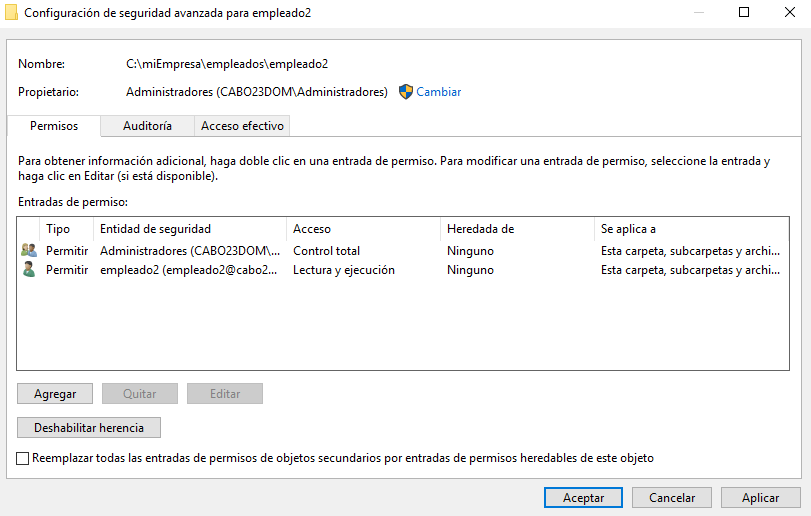 Configuración de seguridad avanzada para empleado2
Nombre: C:\miEmpresa\empleados\empleado2
Propietario: Administradores (CABO23DOM\Administradores) Cambiar
Permisos Auditoría Acceso efectivo
Para obtener información adicional, haga doble clic en una entrada de permiso. Para modificar una entrada de permiso, seleccione la entrada y
haga clic en Editar (si está disponible).
Entradas de permiso:
Tipo Entidad de seguridad Acceso Heredada de Se aplica a
Permitir Administradores (CABO23DOM\... Control total Ninguno Esta carpeta, subcarpetas y archi...
Permitir empleado2 (empleado2@cabo2... Lectura y ejecución Ninguno Esta carpeta, subcarpetas y archi...
Agregar Quitar Editar
Deshabilitar herencia
Reemplazar todas las entradas de permisos de objetos secundarios por entradas de permisos heredables de este objeto
Aceptar Cancelar Aplicar